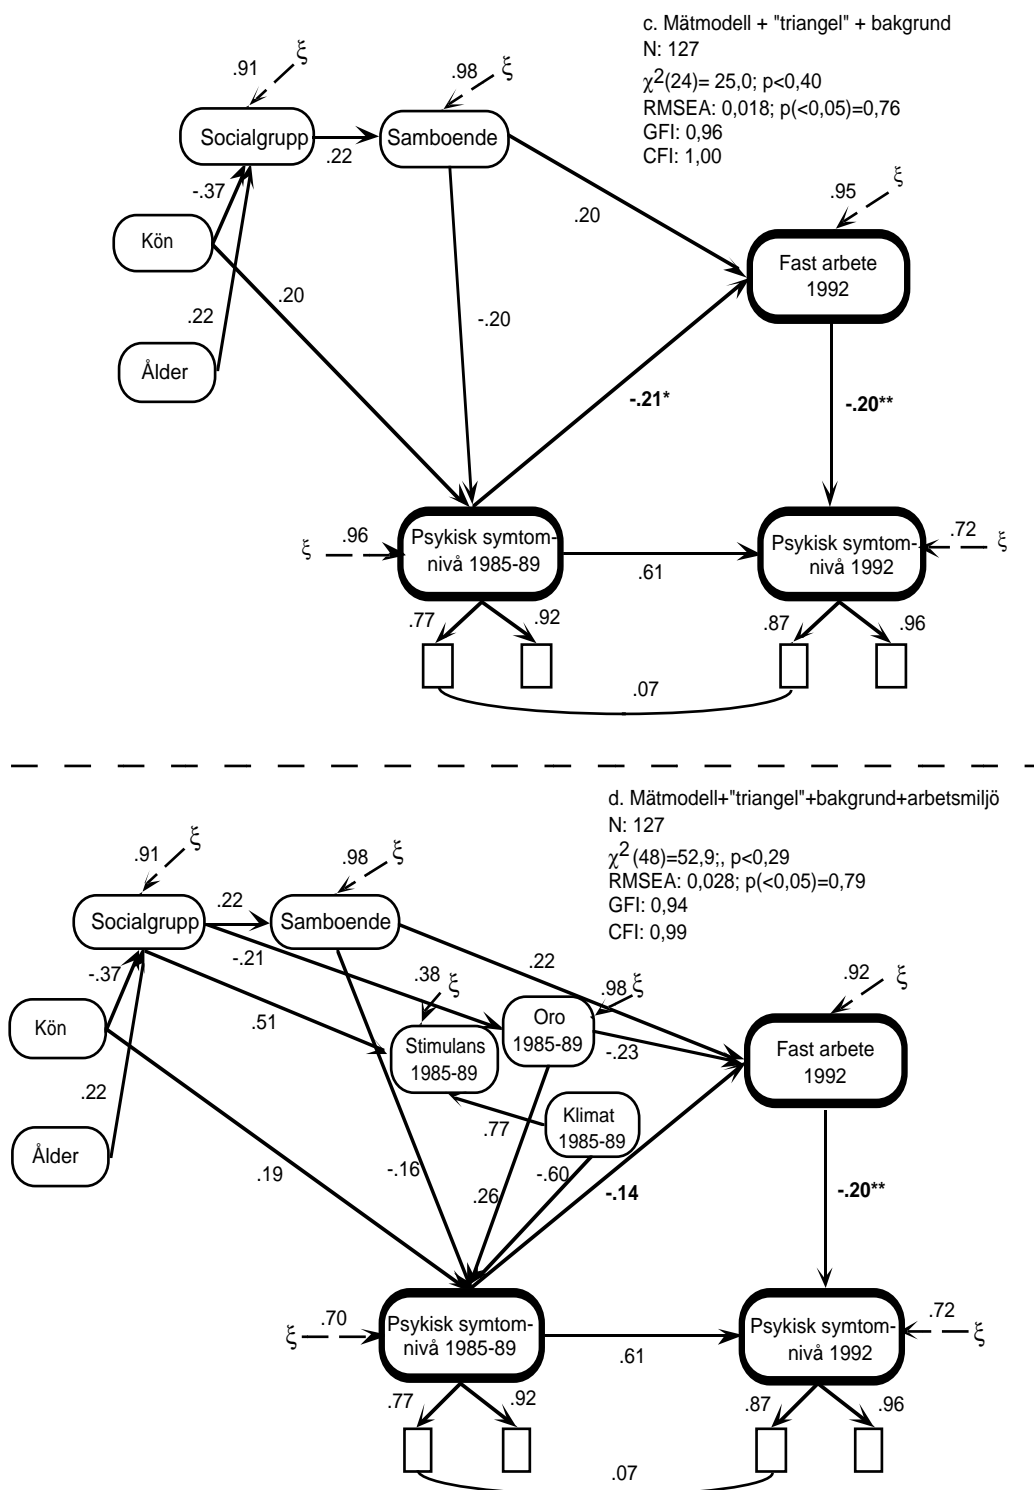 c. Mätmodell + "triangel" + bakgrund
N: 127
χ2(24)= 25,0; p<0,40
RMSEA: 0,018; p(<0,05)=0,76
GFI: 0,96
CFI: 1,00
.91
ξ
.98
ξ
Socialgrupp
.22
Samboende
-.37
.20
.95
ξ
Kön
Fast arbete
1992
.22
.20
-.20
Ålder
-.21*
-.20**
ξ
.96
Psykisk symtom-
nivå 1985-89
.61
Psykisk symtom-
nivå 1992
.72
ξ
.77
.92
.87
.96
.07
d. Mätmodell+"triangel"+bakgrund+arbetsmiljö
N: 127
χ2 (48)=52,9;, p<0,29
RMSEA: 0,028; p(<0,05)=0,79
GFI: 0,94
CFI: 0,99
.91
ξ
.98
ξ
Socialgrupp
.22
Samboende
-.37
-.21
.38
ξ
.22
.98
ξ
.92
ξ
Kön
.51
Stimulans
1985-89
Oro
1985-89
-.23
Fast arbete
1992
.22
.77
Klimat
1985-89
Ålder
.19
-.16
.26
-.60
-.14
-.20**
ξ
.70
Psykisk symtom-
nivå 1985-89
.61
Psykisk symtom-
nivå 1992
.72
ξ
.77
.92
.87
.96
.07